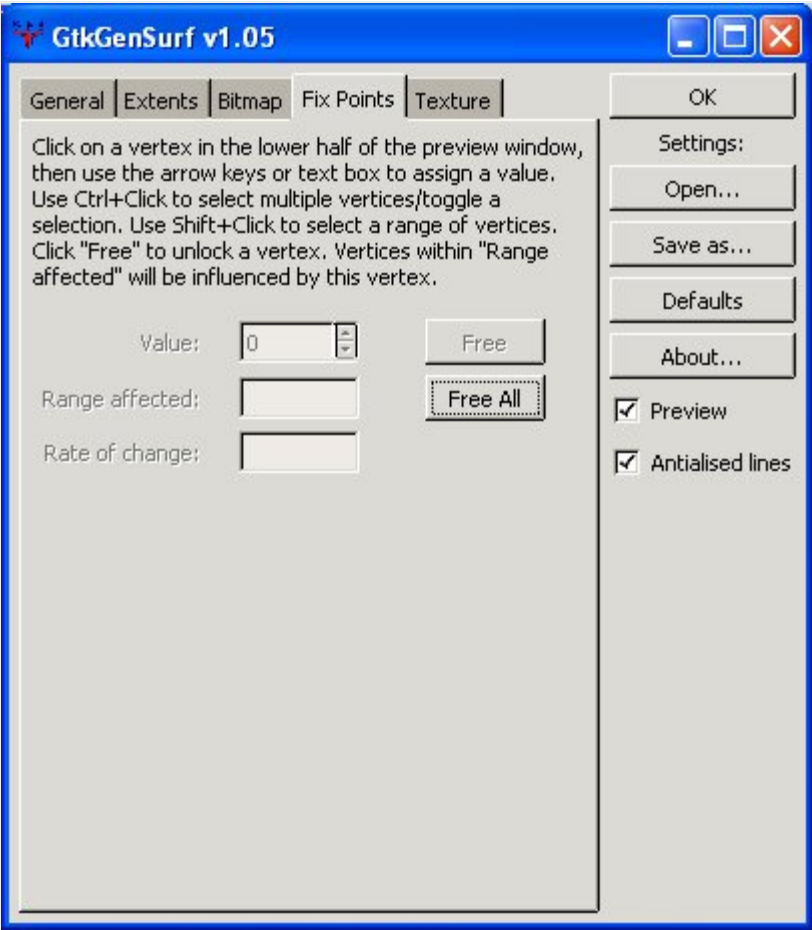 GtkGenSurf v1.05
General Extents Bitmap Fix Points Texture
Click on a vertex in the lower half of the preview window,
then use the arrow keys or text box to assign a value.
Use Ctrl+Click to select multiple vertices/toggle a
selection. Use Shift+Click to select a range of vertices.
Click "Free" to unlock a vertex. Vertices within "Range
affected" will be influenced by this vertex.
Value: 0 Free
Range affected: Free All
Rate of change:
OK
Settings:
Open...
Save as...
Defaults
About...
Preview
Antialised lines